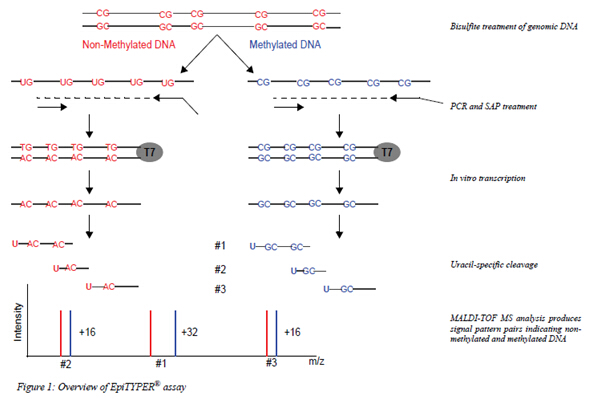 CG CG CG CG CG
GC GC GC GC GC
Bisulfite treatment of genomic DNA
Non-Methylated DNA Methylated DNA
UG UG UG UG UG CG CG CG CG CG
PCR and SAP treatment
TG TG TG TG T7 CG CG CG CG T7
AC AC AC AC GC GC GC GC
In vitro transcription
AC AC AC AC GC GC GC GC
U AC AC #1 U GC GC
U AC #2 U GC
Uracil-specific cleavage
U AC #3 U GC
Intensity
MALDI-TOF MS analysis produces
signal pattern pairs indicating non-
methylated and methylated DNA
+16 +32 +16
#2 #1 #3 m/z
Figure 1: Overview of EpiTYPER® assay